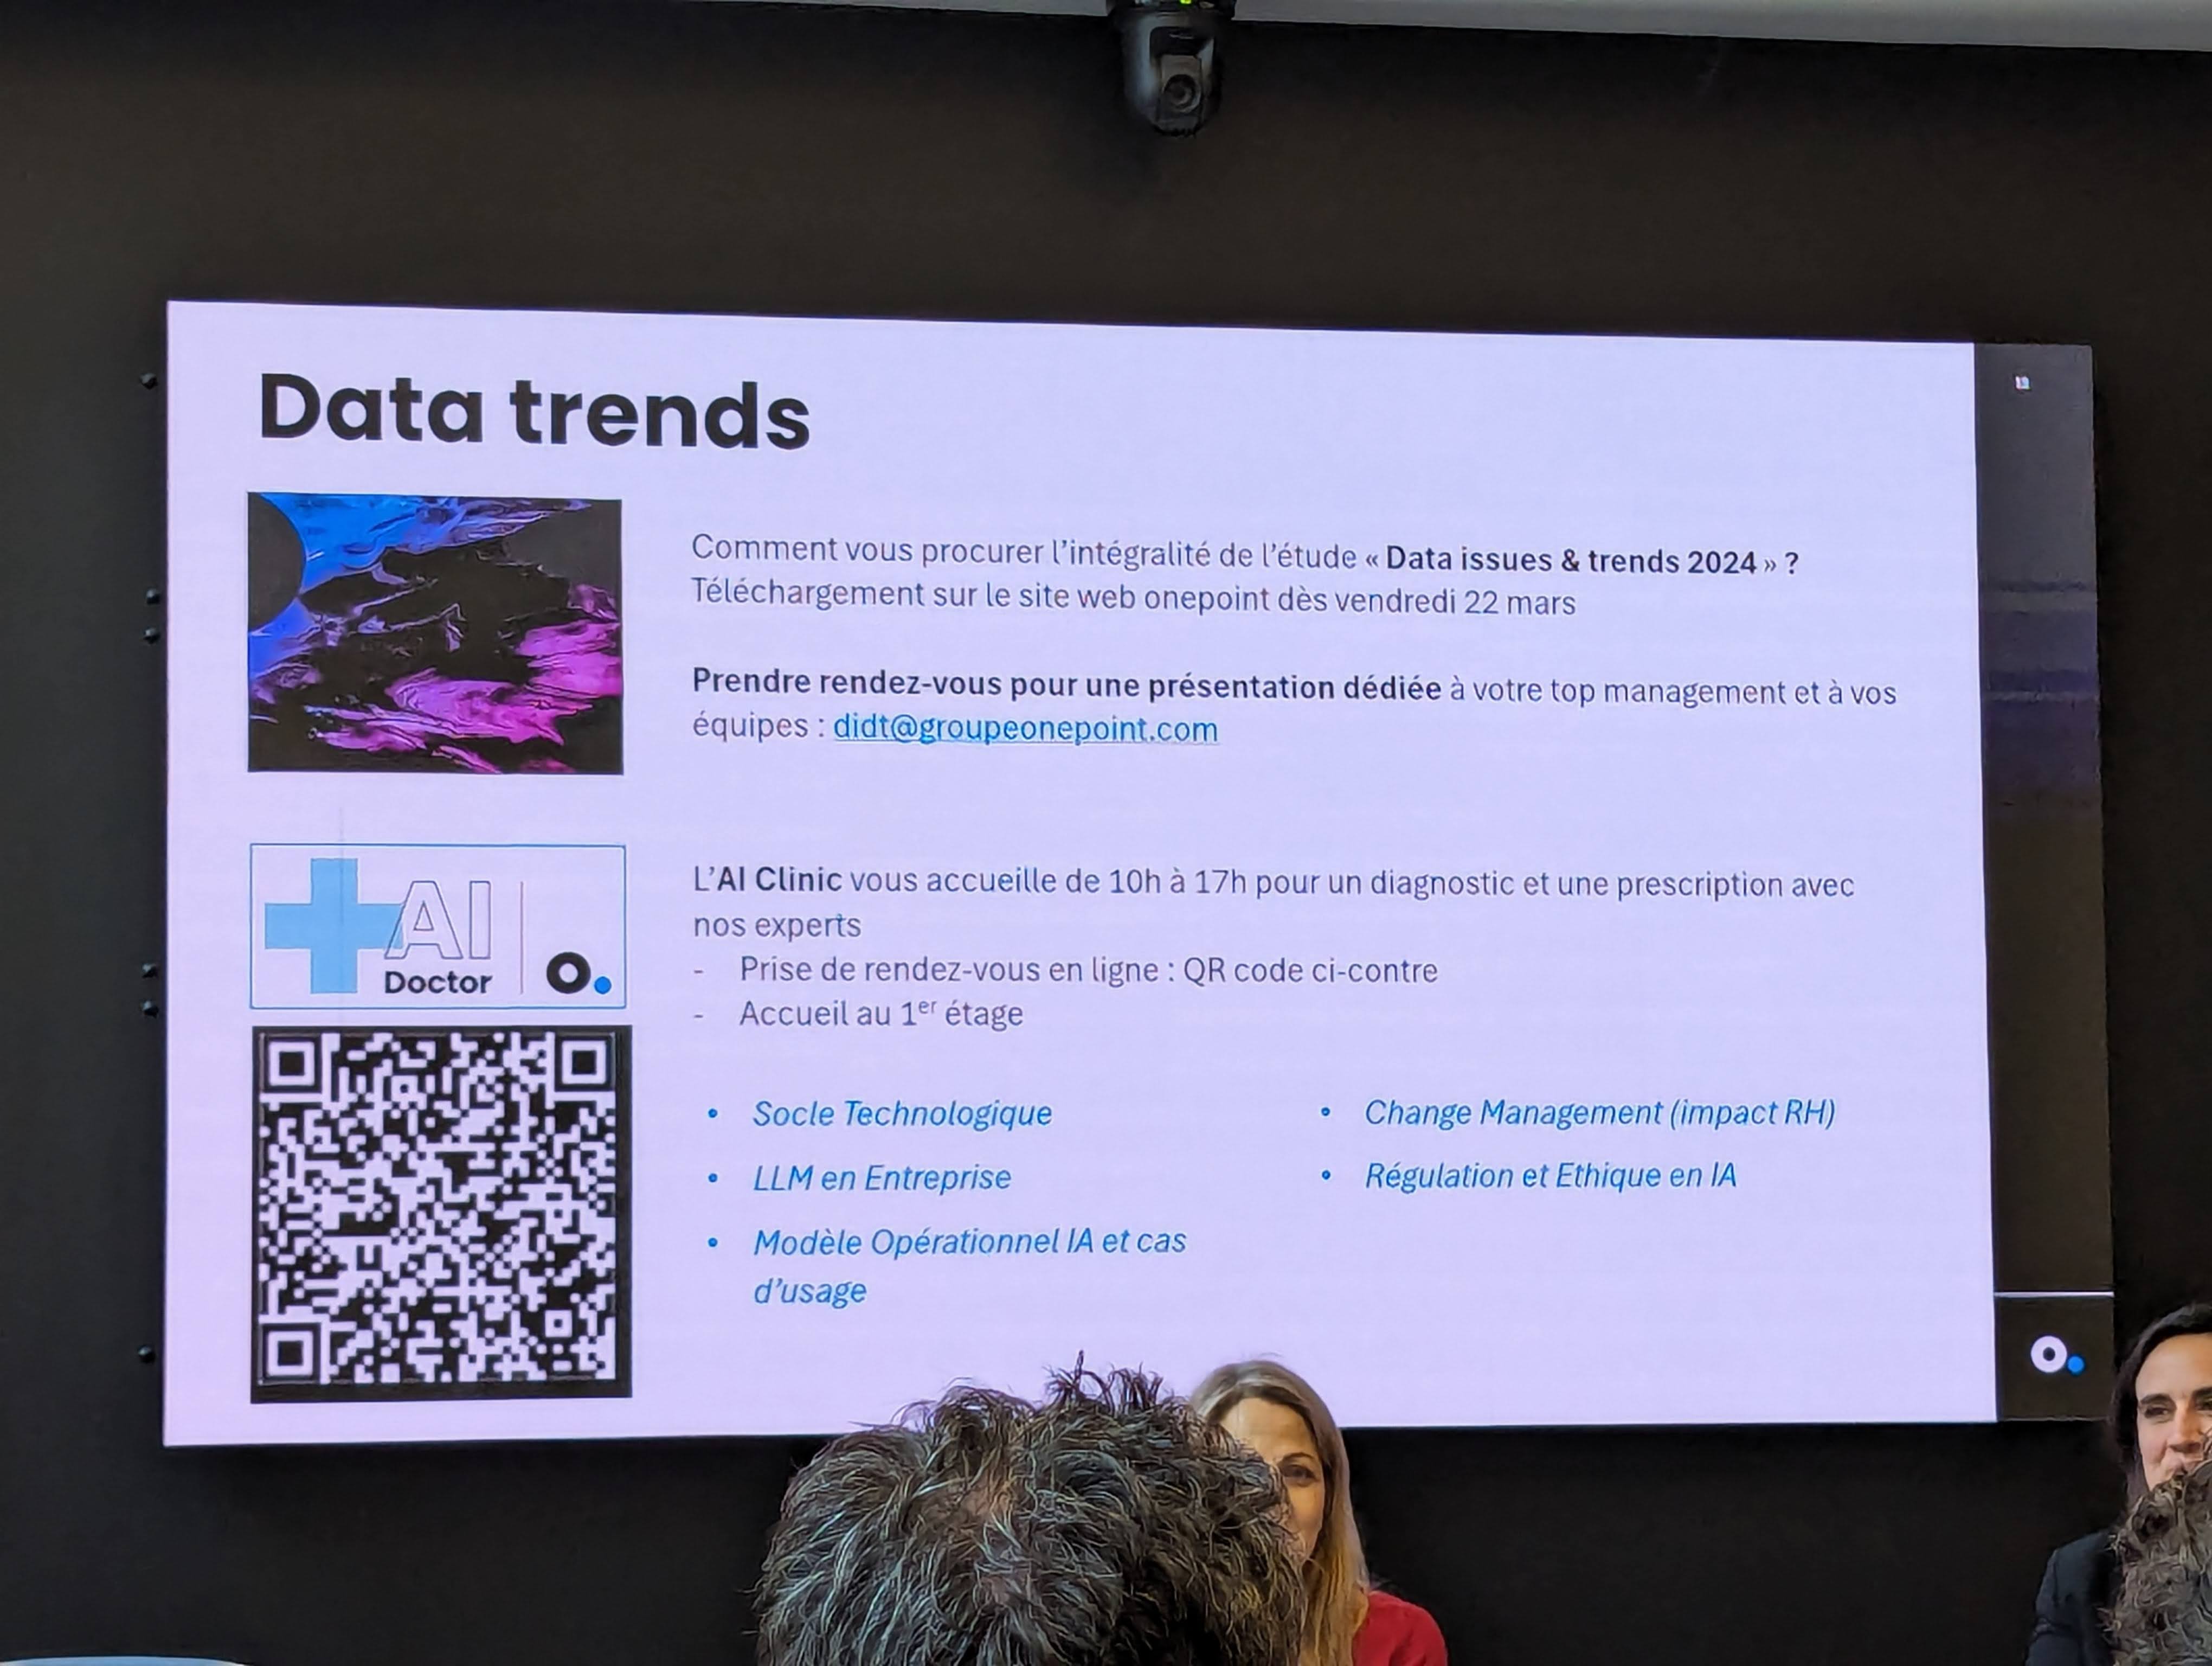 Data trends
Comment vous procurer l'intégralité de l'étude « Data issues & trends 2024 » ?
Téléchargement sur le site web onepoint dès vendredi 22 mars
Prendre rendez-vous pour une présentation dédiée à votre top management et à vos
équipes : didt@groupeonepoint.com
AI
Doctor
L'AI Clinic vous accueille de 10h à 17h pour un diagnostic et une prescription avec
nos experts
- Prise de rendez-vous en ligne : QR code ci-contre
- Accueil au 1er étage
• Socle Technologique
• LLM en Entreprise
• Modèle Opérationnel IA et cas
d'usage
• Change Management (impact RH)
• Régulation et Ethique en IA